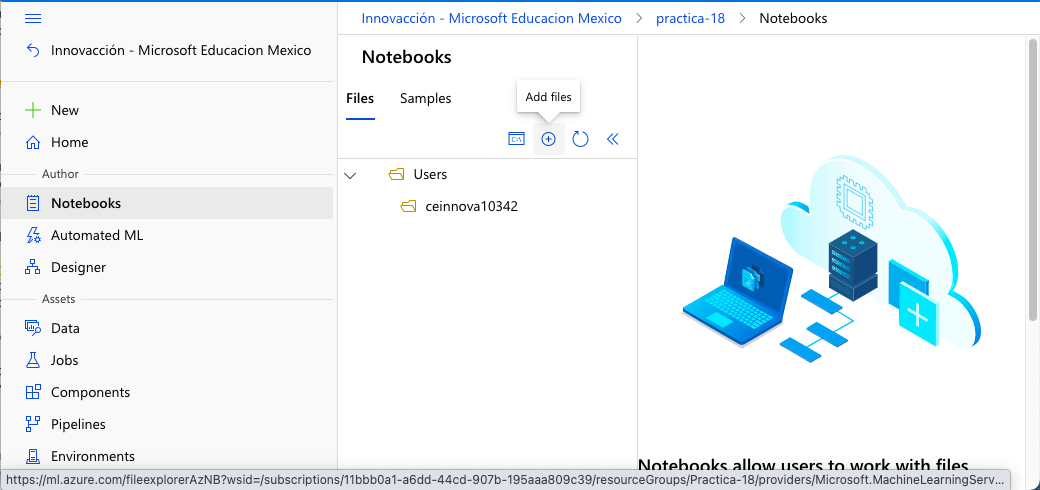 Innovacción - Microsoft Educacion Mexico > practica-18 > Notebooks
Innovacción - Microsoft Educacion Mexico
New
Home
Author
Notebooks
Automated ML
Designer
Assets
Data
Jobs
Components
Pipelines
Environments
Notebooks
Files Samples
Add files
C:\
Users
ceinnova10342
Notebooks allow users to work with files
https://ml.azure.com/fileexplorerAzNB?wsid=/subscriptions/11bbb0a1-a6dd-44cd-907b-195aaa809c39/resourceGroups/Practica-18/providers/Microsoft.MachineLearningServ...